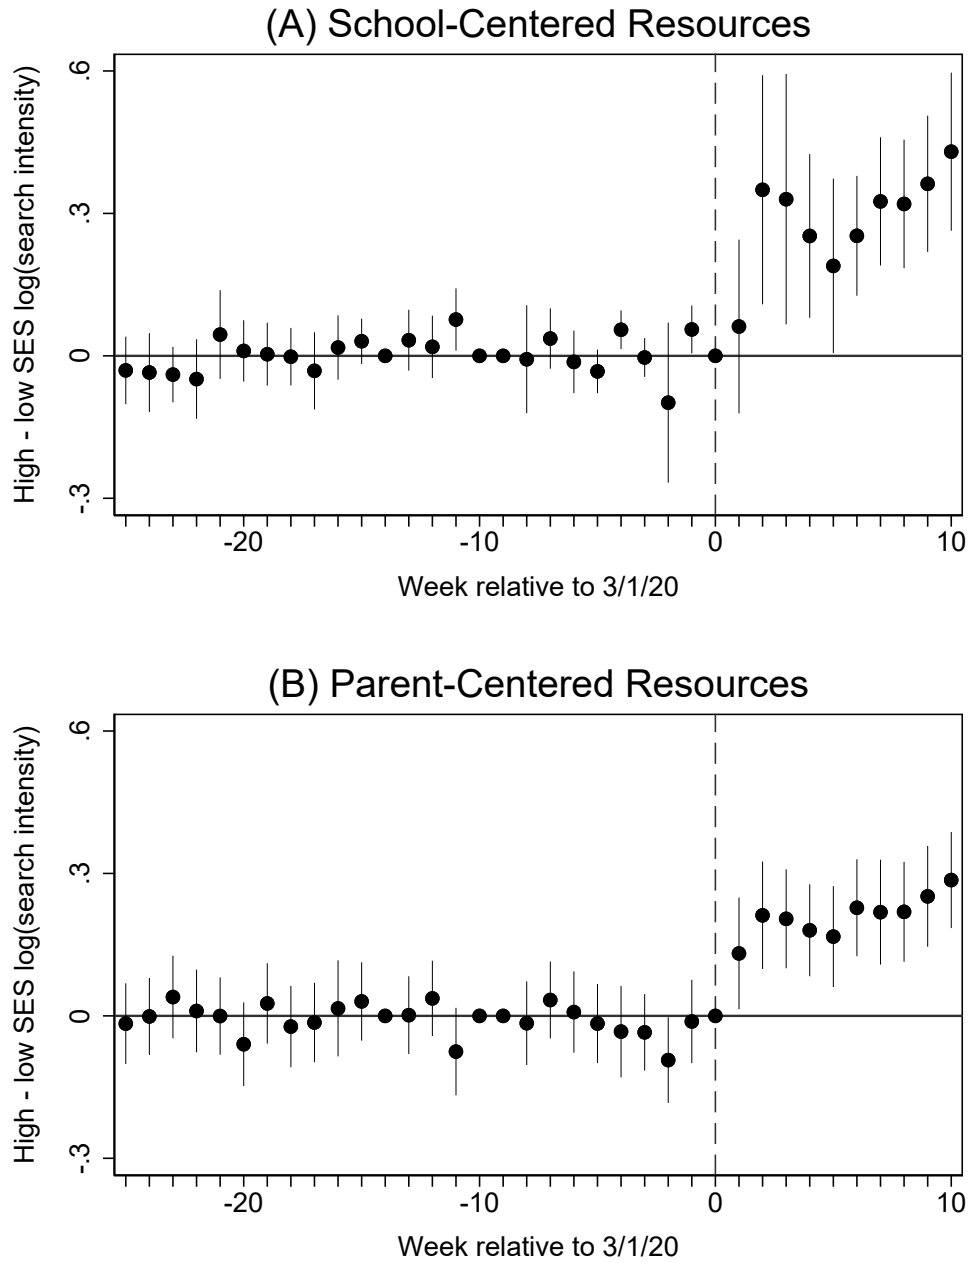 (A) School-Centered Resources
High - low SES log(search intensity)
.6
.3
0
-.3
-20 -10 0 10
Week relative to 3/1/20
(B) Parent-Centered Resources
High - low SES log(search intensity)
.6
.3
0
-.3
-20 -10 0 10
Week relative to 3/1/20